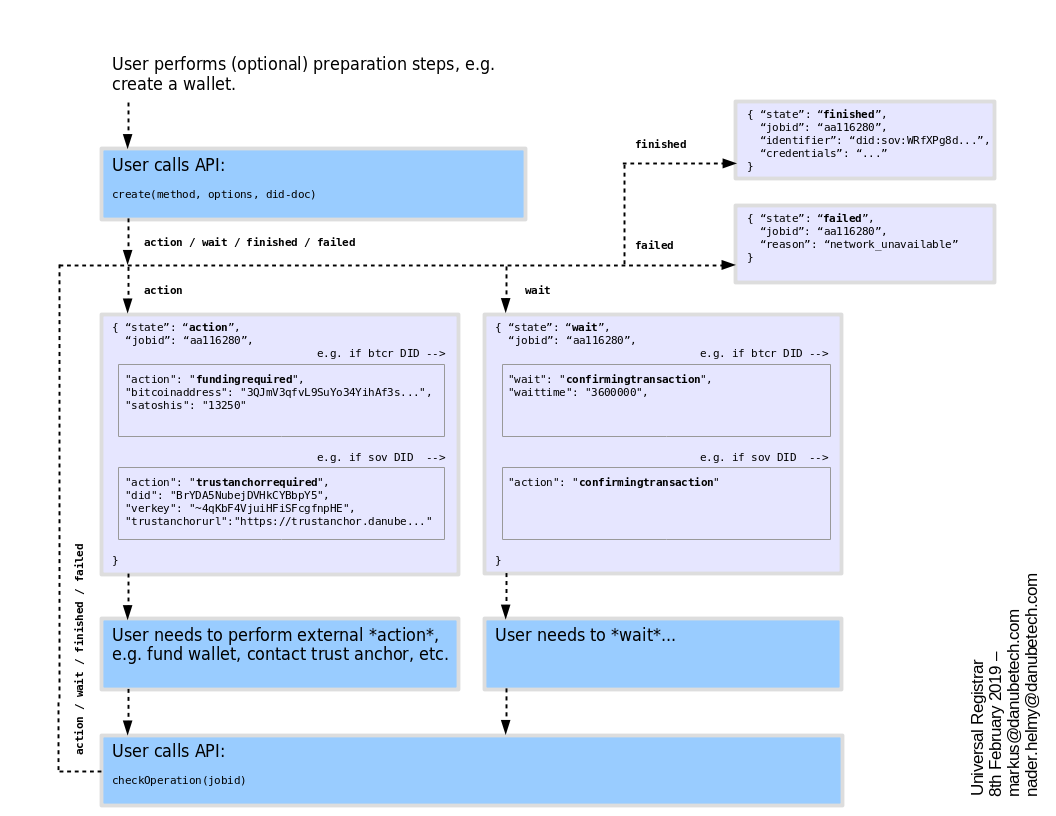 User performs (optional) preparation steps, e.g.
create a wallet.
User calls API:
create(method, options, did-doc)
action / wait / finished / failed
finished
{ “state”: “finished”,
“jobid”: “aa116280”,
“identifier”: “did:sov:WRfXPg8d...”,
“credentials”: “...”
}
failed
{ “state”: “failed”,
“jobid”: “aa116280”,
“reason”: “network_unavailable”
}
action
{ “state”: “action”,
“jobid”: “aa116280”,
e.g. if btcr DID -->
"action": "fundingrequired",
"bitcoinaddress": "3QJmV3qfvL9SuYo34YihAf3s...",
"satoshis": "13250"
e.g. if sov DID -->
"action": "trustanchorrequired",
"did": "BrYDA5NubejDVHkCYBbpY5",
"verkey": "~4qKbF4VjuiHFiSFcgfnpHE",
"trustanchorurl":"https://trustanchor.danube..."
}
wait
{ “state”: “wait”,
“jobid”: “aa116280”,
e.g. if btcr DID -->
"wait": "confirmingtransaction",
"waittime": "3600000",
e.g. if sov DID -->
"action": "confirmingtransaction"
}
User needs to perform external *action*,
e.g. fund wallet, contact trust anchor, etc.
User needs to *wait*...
User calls API:
checkOperation(jobid)
action / wait / finished / failed
Universal Registrar
8th February 2019 –
markus@danubetech.com
nader.helmy@danubetech.com